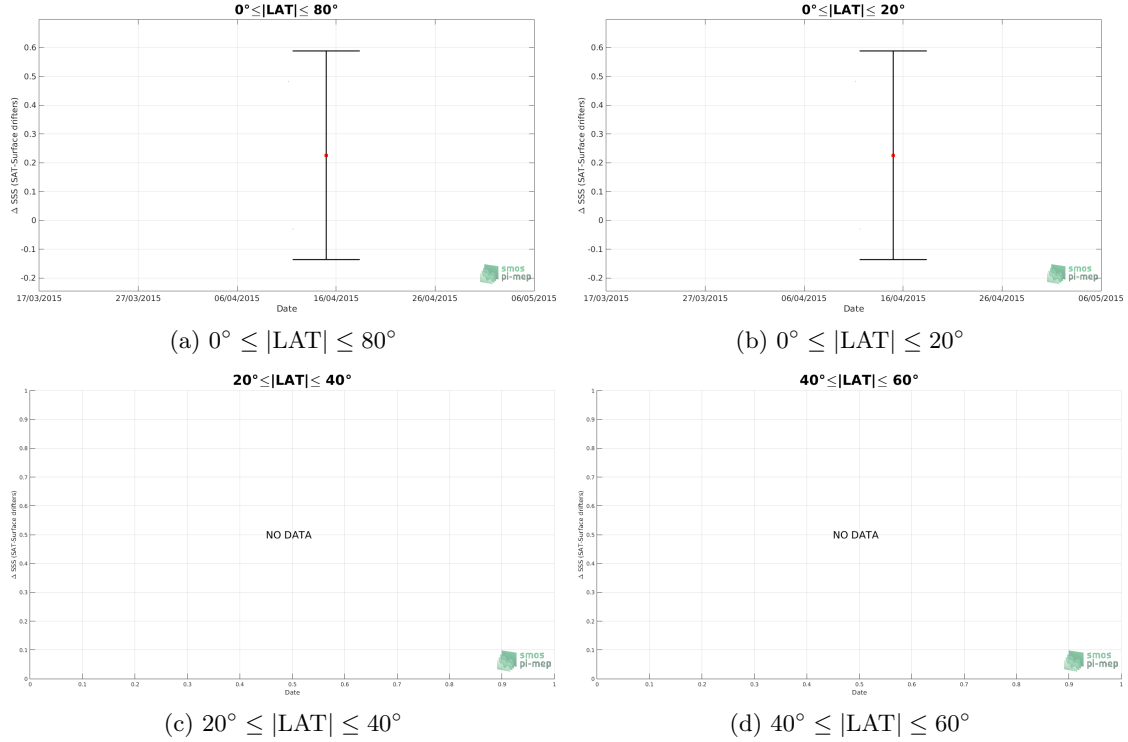 0°≤|LAT|≤ 80°
0.6
0.5
0.4
0.3
0.2
0.1
0
-0.1
-0.2
Δ SSS (SAT-Surface drifters)
17/03/2015 27/03/2015 6/04/2015 16/04/2015 26/04/2015 06/05/2015
Date
smos
pi-mep
(a) 0° ≤ |LAT| ≤ 80°
0°≤|LAT|≤ 20°
0.6
0.5
0.4
0.3
0.2
0.1
0
-0.1
-0.2
Δ SSS (SAT-Surface drifters)
17/03/2015 27/03/2015 06/04/2015 16/04/2015 26/04/2015 06/05/2015
Date
smos
pi-mep
(b) 0° ≤ |LAT| ≤ 20°
20°≤|LAT|≤ 40°
1
0.9
0.8
0.7
0.6
0.5
0.4
0.3
0.2
0.1
0
Δ SSS (SAT-Surface drifters)
NO DATA
0 0.1 0.2 0.3 0.4 0.5 0.6 0.7 0.8 0.9 1
Date
smos
pi-mep
(c) 20° ≤ |LAT| ≤ 40°
40°≤|LAT|≤ 60°
1
0.9
0.8
0.7
0.6
0.5
0.4
0.3
0.2
0.1
0
Δ SSS (SAT-Surface drifters)
NO DATA
0 0.1 0.2 0.3 0.4 0.5 0.6 0.7 0.8 0.9 1
Date
smos
pi-mep
(d) 40° ≤ |LAT| ≤ 60°